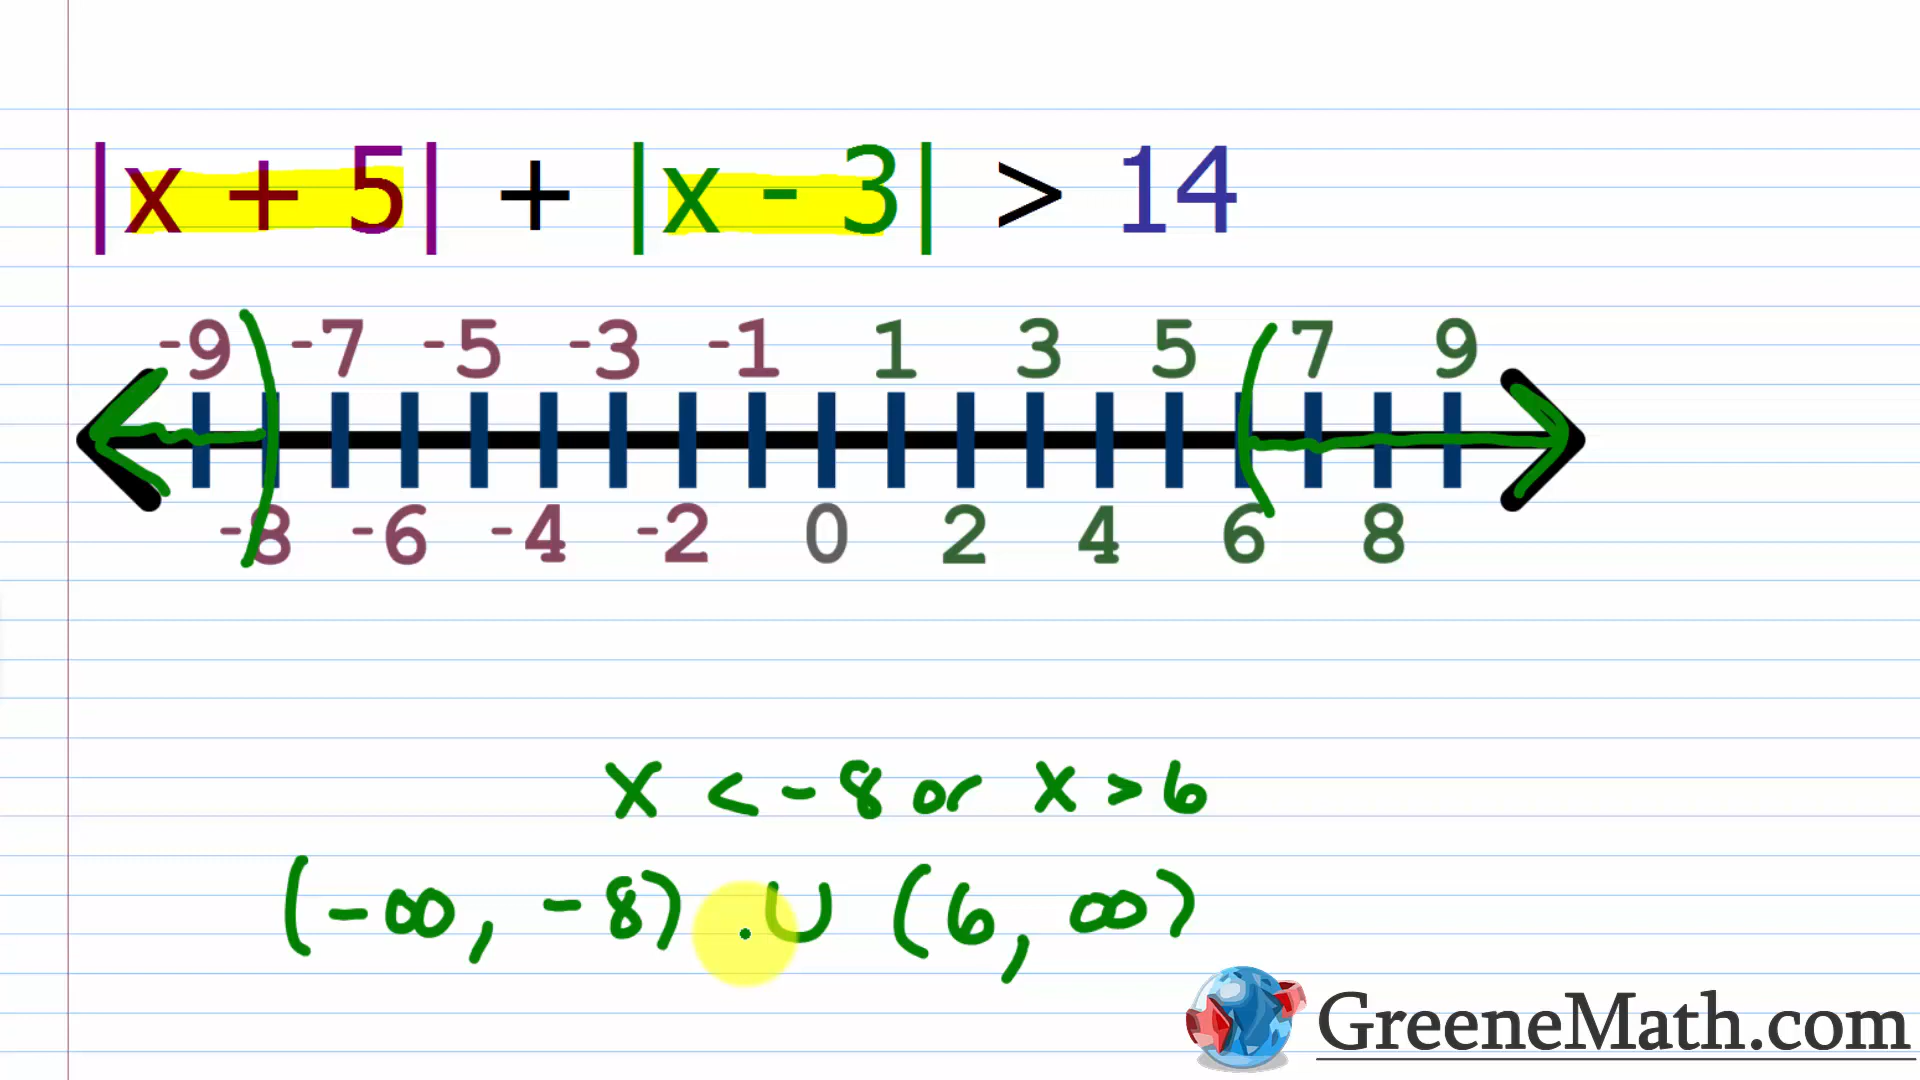 |x + 5| + |x - 3| > 14
-9 -7 -5 -3 -1 1 3 5 7 9
-8 -6 -4 -2 0 2 4 6 8
x < -8 or x > 6
(-∞, -8) ∪ (6, ∞)
GreeneMath.com